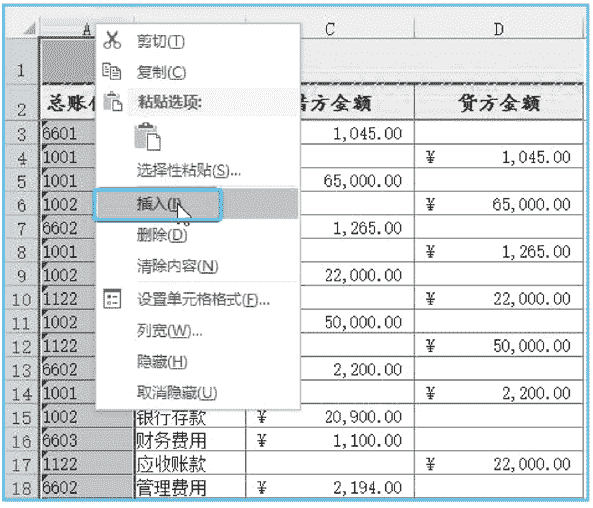 A C D
1
2 总账 方金额 贷方金额
3 6601 1,045.00
4 1001 ¥ 1,045.00
5 1001 65,000.00
6 1002 ¥ 65,000.00
7 6602 1,265.00
8 1001 ¥ 1,265.00
9 1002 22,000.00
10 1122 ¥ 22,000.00
11 1002 50,000.00
12 1122 ¥ 50,000.00
13 6602 2,200.00
14 1001 ¥ 2,200.00
15 1002 银行存款 ¥ 20,900.00
16 6603 财务费用 ¥ 1,100.00
17 1122 应收账款 ¥ 22,000.00
18 6602 管理费用 ¥ 2,194.00
剪切(T)
复制(C)
粘贴选项:
选择性粘贴(S)...
插入(I)
删除(D)
清除内容(N)
设置单元格格式(F)...
列宽(W)...
隐藏(H)
取消隐藏(U)